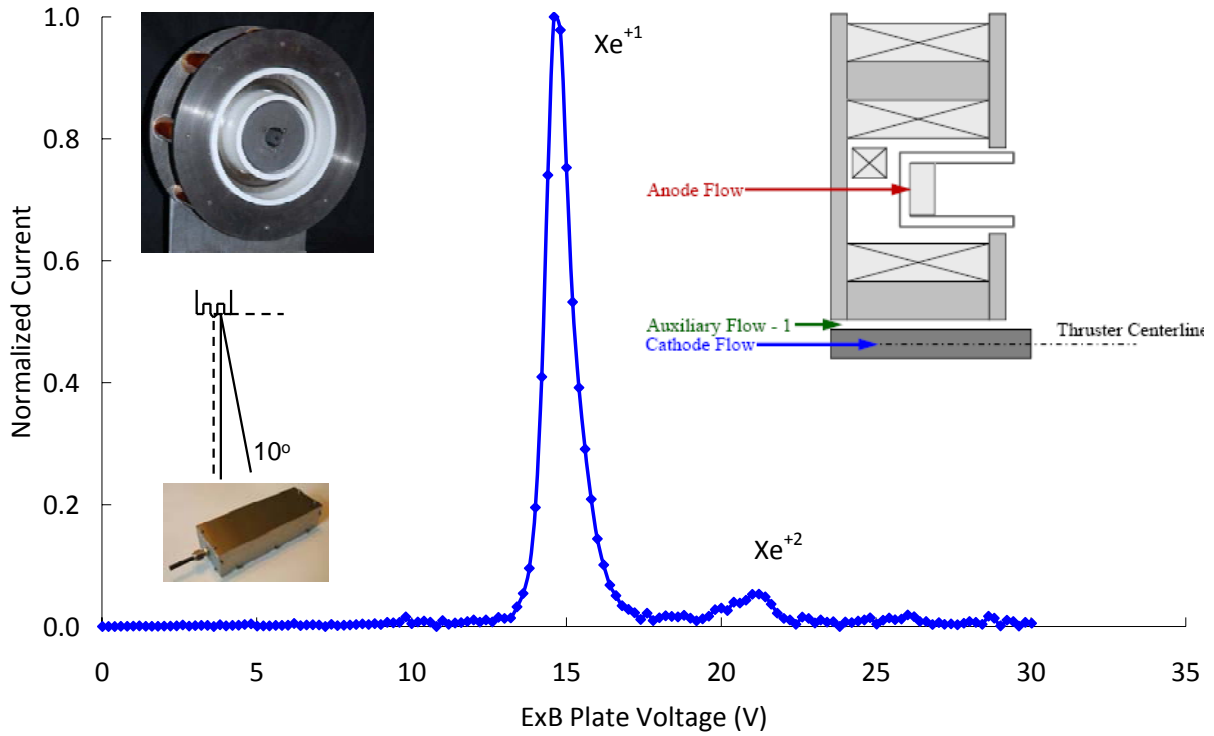 1.0
0.8
0.6
0.4
0.2
0.0
Normalized Current
0
5
10
15
20
25
30
35
ExB Plate Voltage (V)
Xe+1
Xe+2
10o
Anode Flow
Auxiliary Flow - 1
Cathode Flow
Thruster Centerline